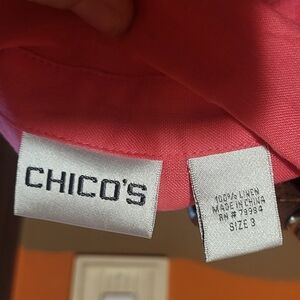 CHICO'S
100% LINEN
MADE IN CHINA
RN # 79984
SIZE 3